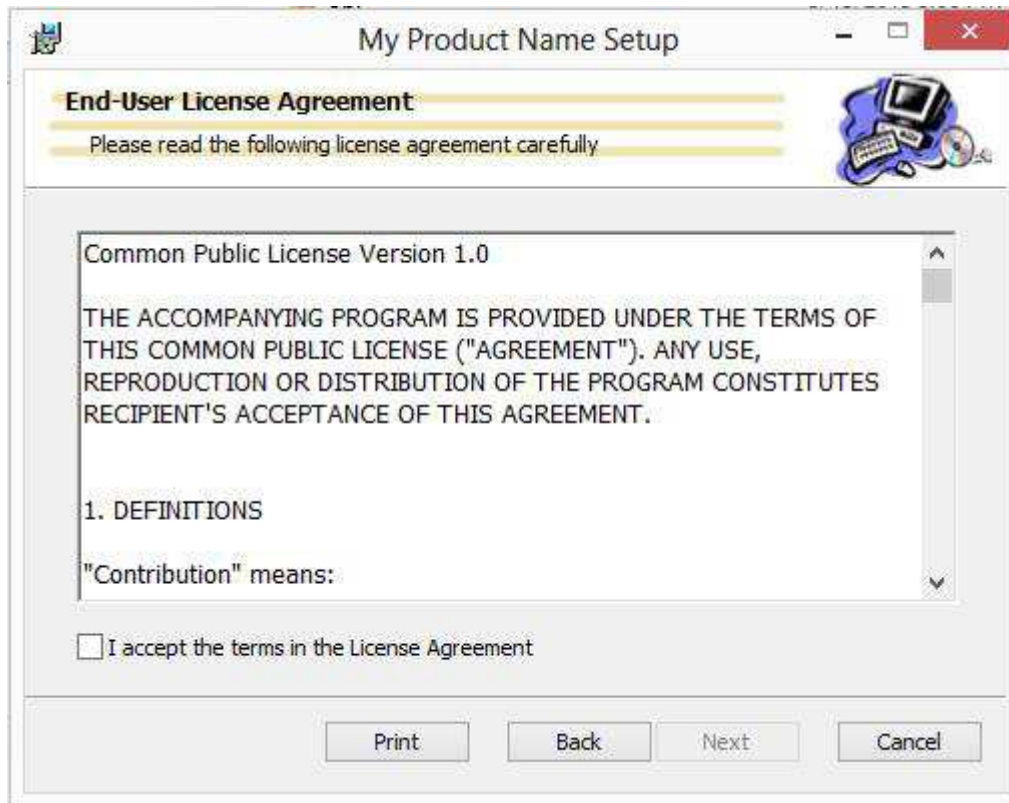 My Product Name Setup
End-User License Agreement
Please read the following license agreement carefully
Common Public License Version 1.0
THE ACCOMPANYING PROGRAM IS PROVIDED UNDER THE TERMS OF
THIS COMMON PUBLIC LICENSE ("AGREEMENT"). ANY USE,
REPRODUCTION OR DISTRIBUTION OF THE PROGRAM CONSTITUTES
RECIPIENT'S ACCEPTANCE OF THIS AGREEMENT.
1. DEFINITIONS
"Contribution" means:
I accept the terms in the License Agreement
Print Back Next Cancel